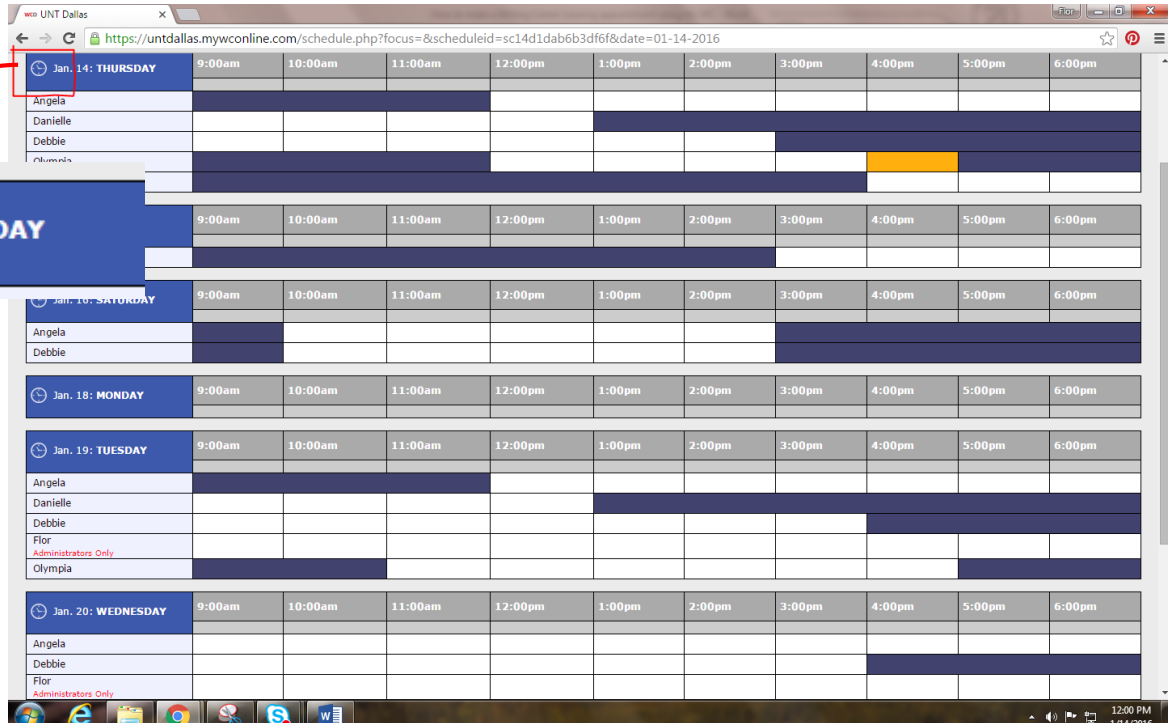 wco UNT Dallas
Flor
https://untdallas.mywconline.com/schedule.php?focus=&scheduleid=sc14d1dab6b3df6f&date=01-14-2016
Jan. 14: THURSDAY 9:00am 10:00am 11:00am 12:00pm 1:00pm 2:00pm 3:00pm 4:00pm 5:00pm 6:00pm
Angela
Danielle
Debbie
Olympia
DAY 9:00am 10:00am 11:00am 12:00pm 1:00pm 2:00pm 3:00pm 4:00pm 5:00pm 6:00pm
Jan. 16: SATURDAY 9:00am 10:00am 11:00am 12:00pm 1:00pm 2:00pm 3:00pm 4:00pm 5:00pm 6:00pm
Angela
Debbie
Jan. 18: MONDAY 9:00am 10:00am 11:00am 12:00pm 1:00pm 2:00pm 3:00pm 4:00pm 5:00pm 6:00pm
Jan. 19: TUESDAY 9:00am 10:00am 11:00am 12:00pm 1:00pm 2:00pm 3:00pm 4:00pm 5:00pm 6:00pm
Angela
Danielle
Debbie
Flor
Administrators Only
Olympia
Jan. 20: WEDNESDAY 9:00am 10:00am 11:00am 12:00pm 1:00pm 2:00pm 3:00pm 4:00pm 5:00pm 6:00pm
Angela
Debbie
Flor
Administrators Only
12:00 PM
1/14/2016